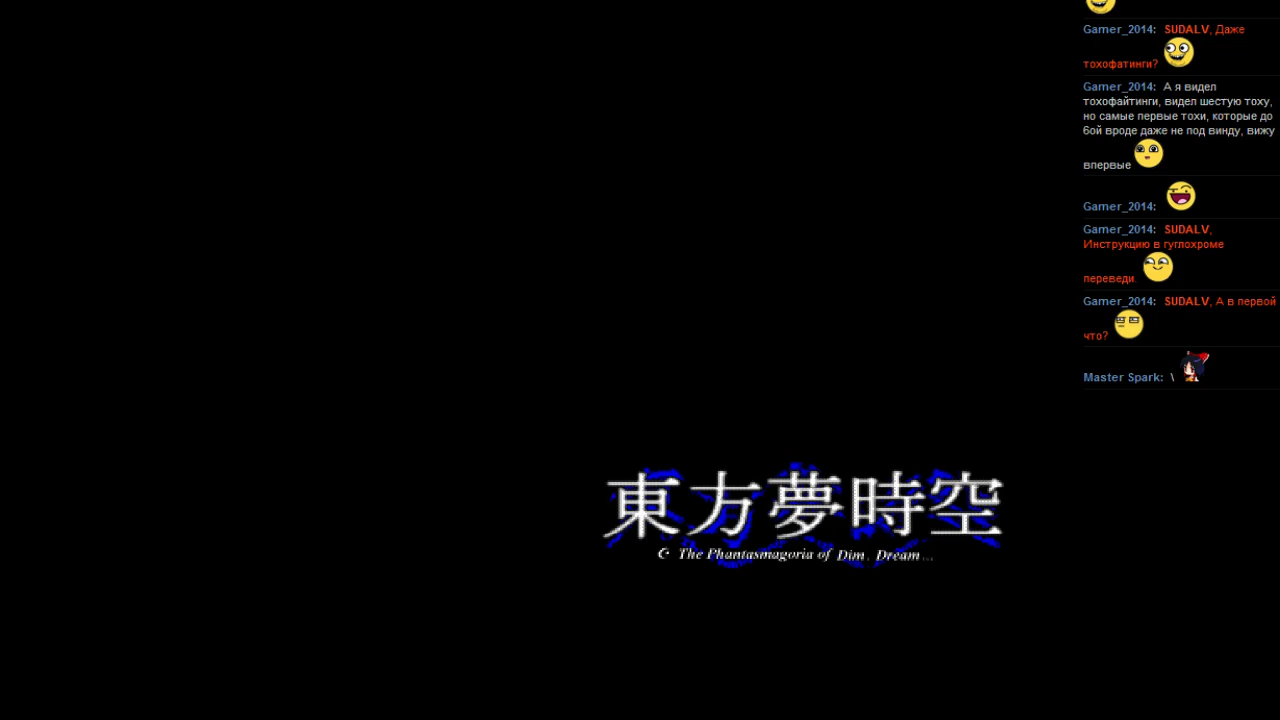 Gamer_2014: SUDALV, Даже
тохофатинги?
Gamer_2014: А я видел
тохофайтинги, видел шестую тоху,
но самые первые тохи, которые до
6ой вроде даже не под винду, вижу
впервые
Gamer_2014:
Gamer_2014: SUDALV,
Инструкцию в гуглохроме
переведи.
Gamer_2014: SUDALV, А в первой
что?
Master Spark: \
東方夢時空
The Phantasmagoria of Dim. Dream...